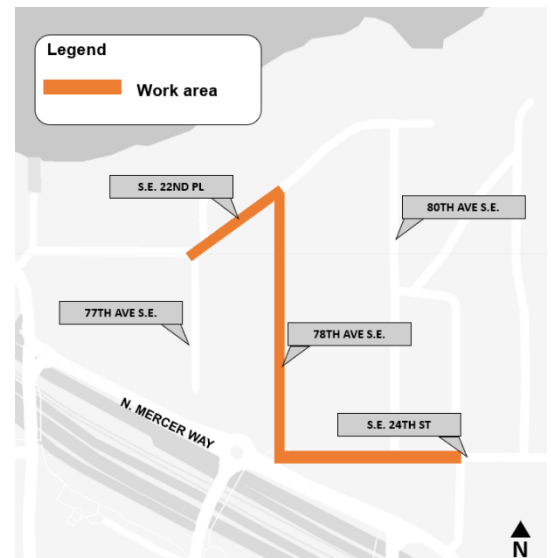 Legend
Work area
S.E. 22ND PL
80TH AVE S.E.
77TH AVE S.E.
78TH AVE S.E.
N. MERCER WAY
S.E. 24TH ST
N